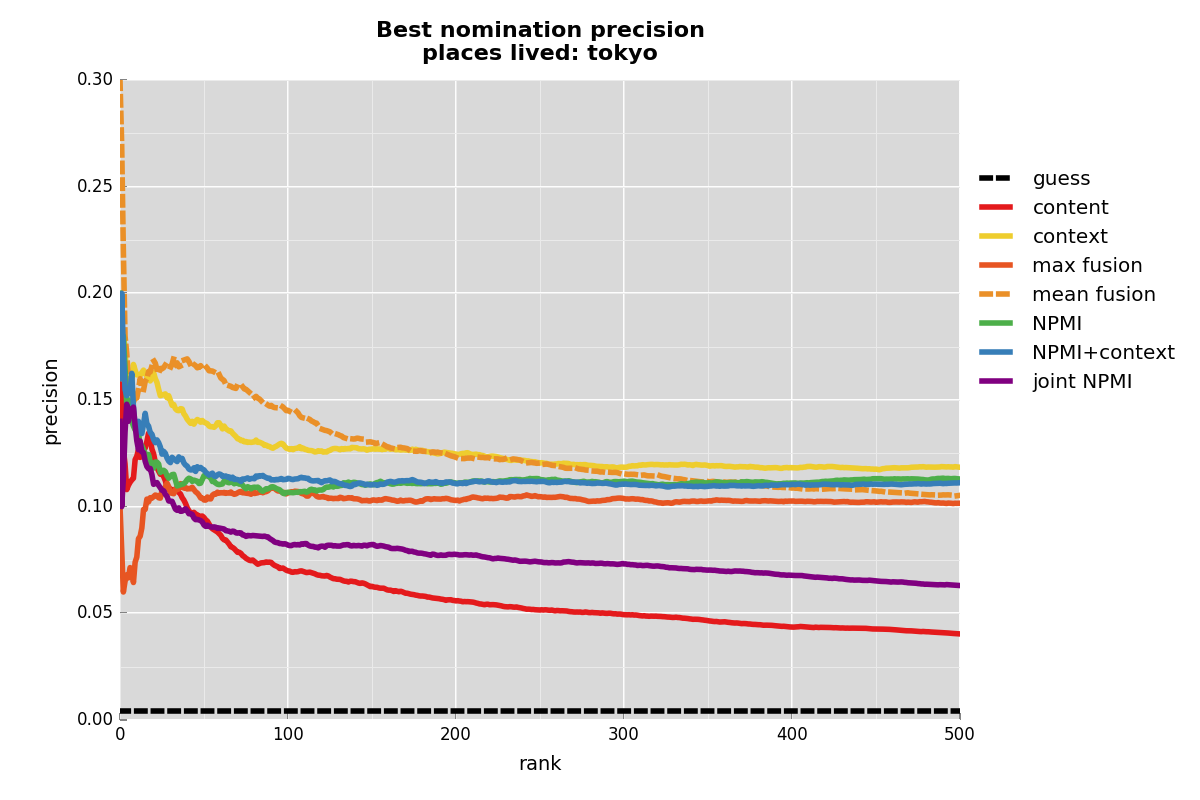 Best nomination precision
places lived: tokyo
0.30
0.25
0.20
0.15
0.10
0.05
0.00
precision
0
100
200
300
400
500
rank
guess
content
context
max fusion
mean fusion
NPMI
NPMI+context
joint NPMI